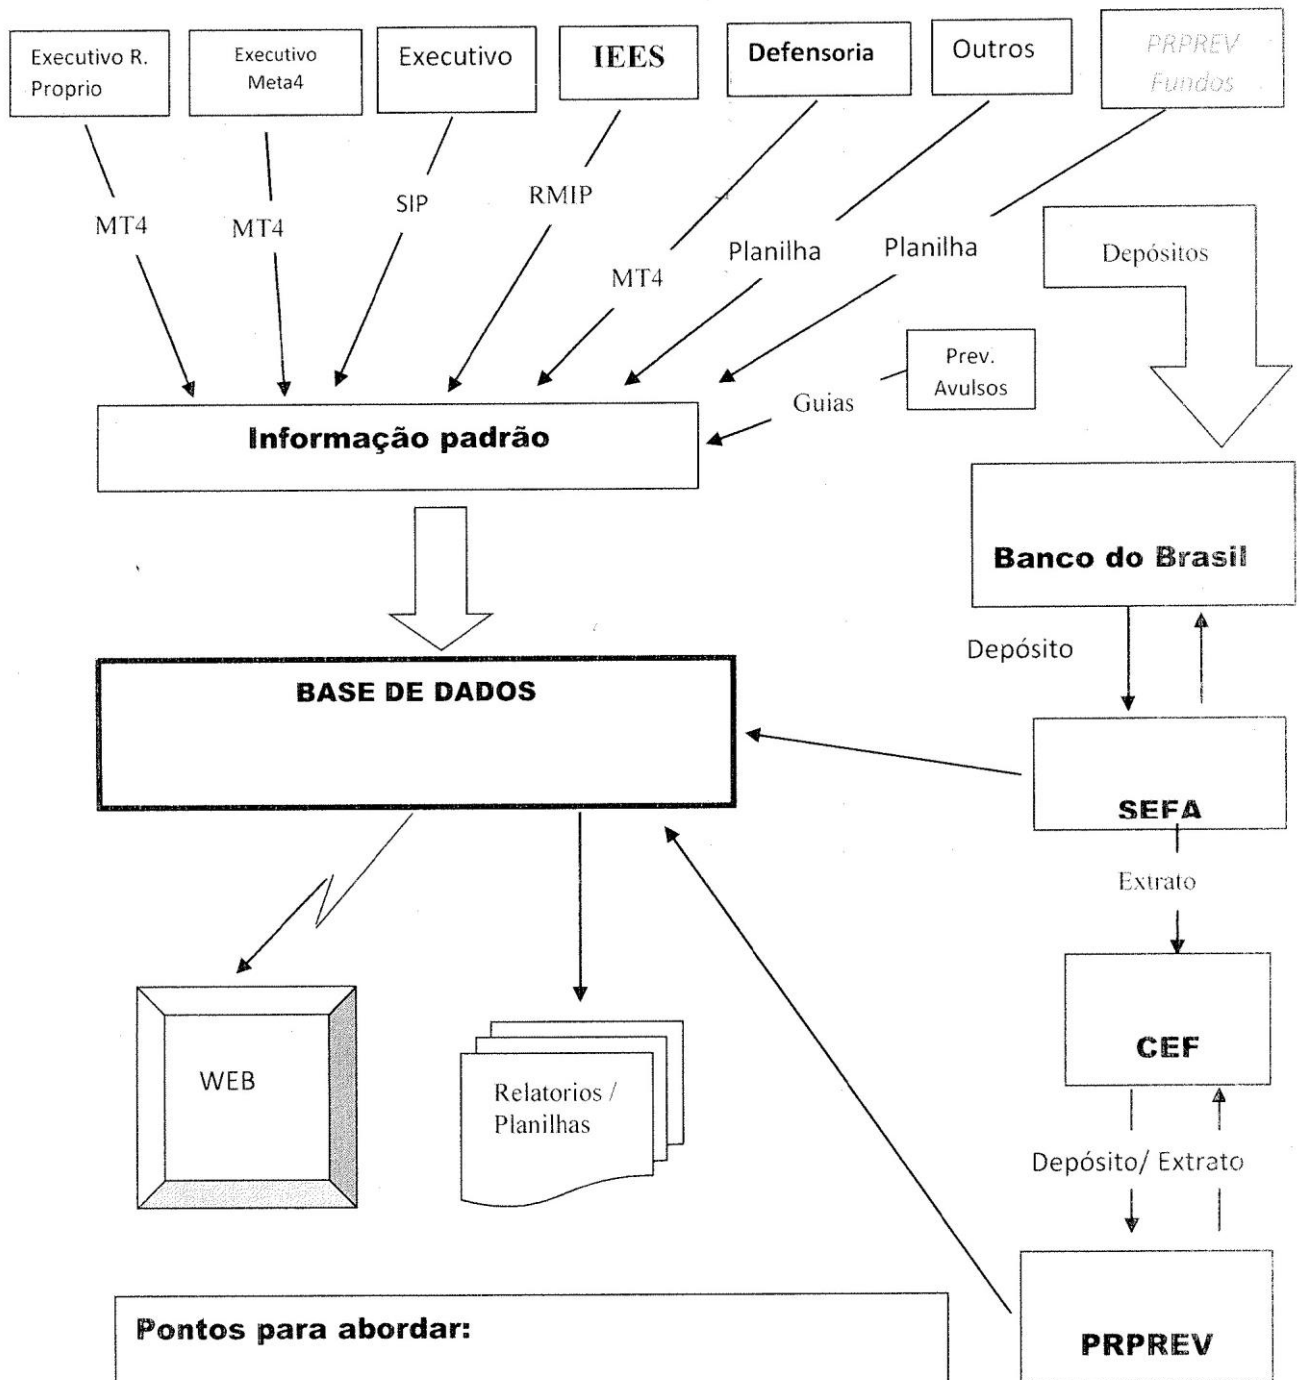 Executivo R.
Proprio
Executivo
Meta4
Executivo
IEES
Defensoria
Outros
PRPREV
Fundos
MT4
MT4
SIP
RMIP
MT4
Planilha
Planilha
Depósitos
Prev.
Avulsos
Guias
Informação padrão
Banco do Brasil
Depósito
BASE DE DADOS
SEFA
Extrato
CEF
WEB
Relatorios /
Planilhas
Depósito/ Extrato
Pontos para abordar:
PRPREV